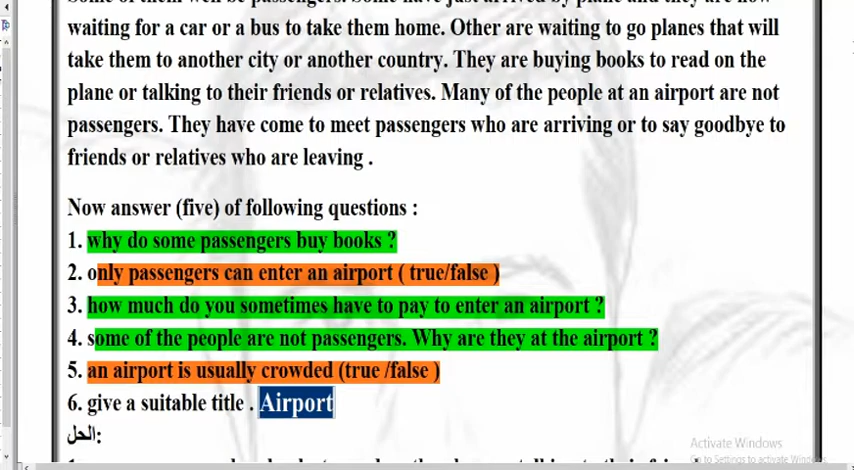 waiting for a car or a bus to take them home. Other are waiting to go planes that will
take them to another city or another country. They are buying books to read on the
plane or talking to their friends or relatives. Many of the people at an airport are not
passengers. They have come to meet passengers who are arriving or to say goodbye to
friends or relatives who are leaving .
Now answer (five) of following questions :
1. why do some passengers buy books ?
2. only passengers can enter an airport ( true/false )
3. how much do you sometimes have to pay to enter an airport ?
4. some of the people are not passengers. Why are they at the airport ?
5. an airport is usually crowded (true /false )
6. give a suitable title . Airport
الحل:
Activate Windows
Go to Settings to activate Windows.